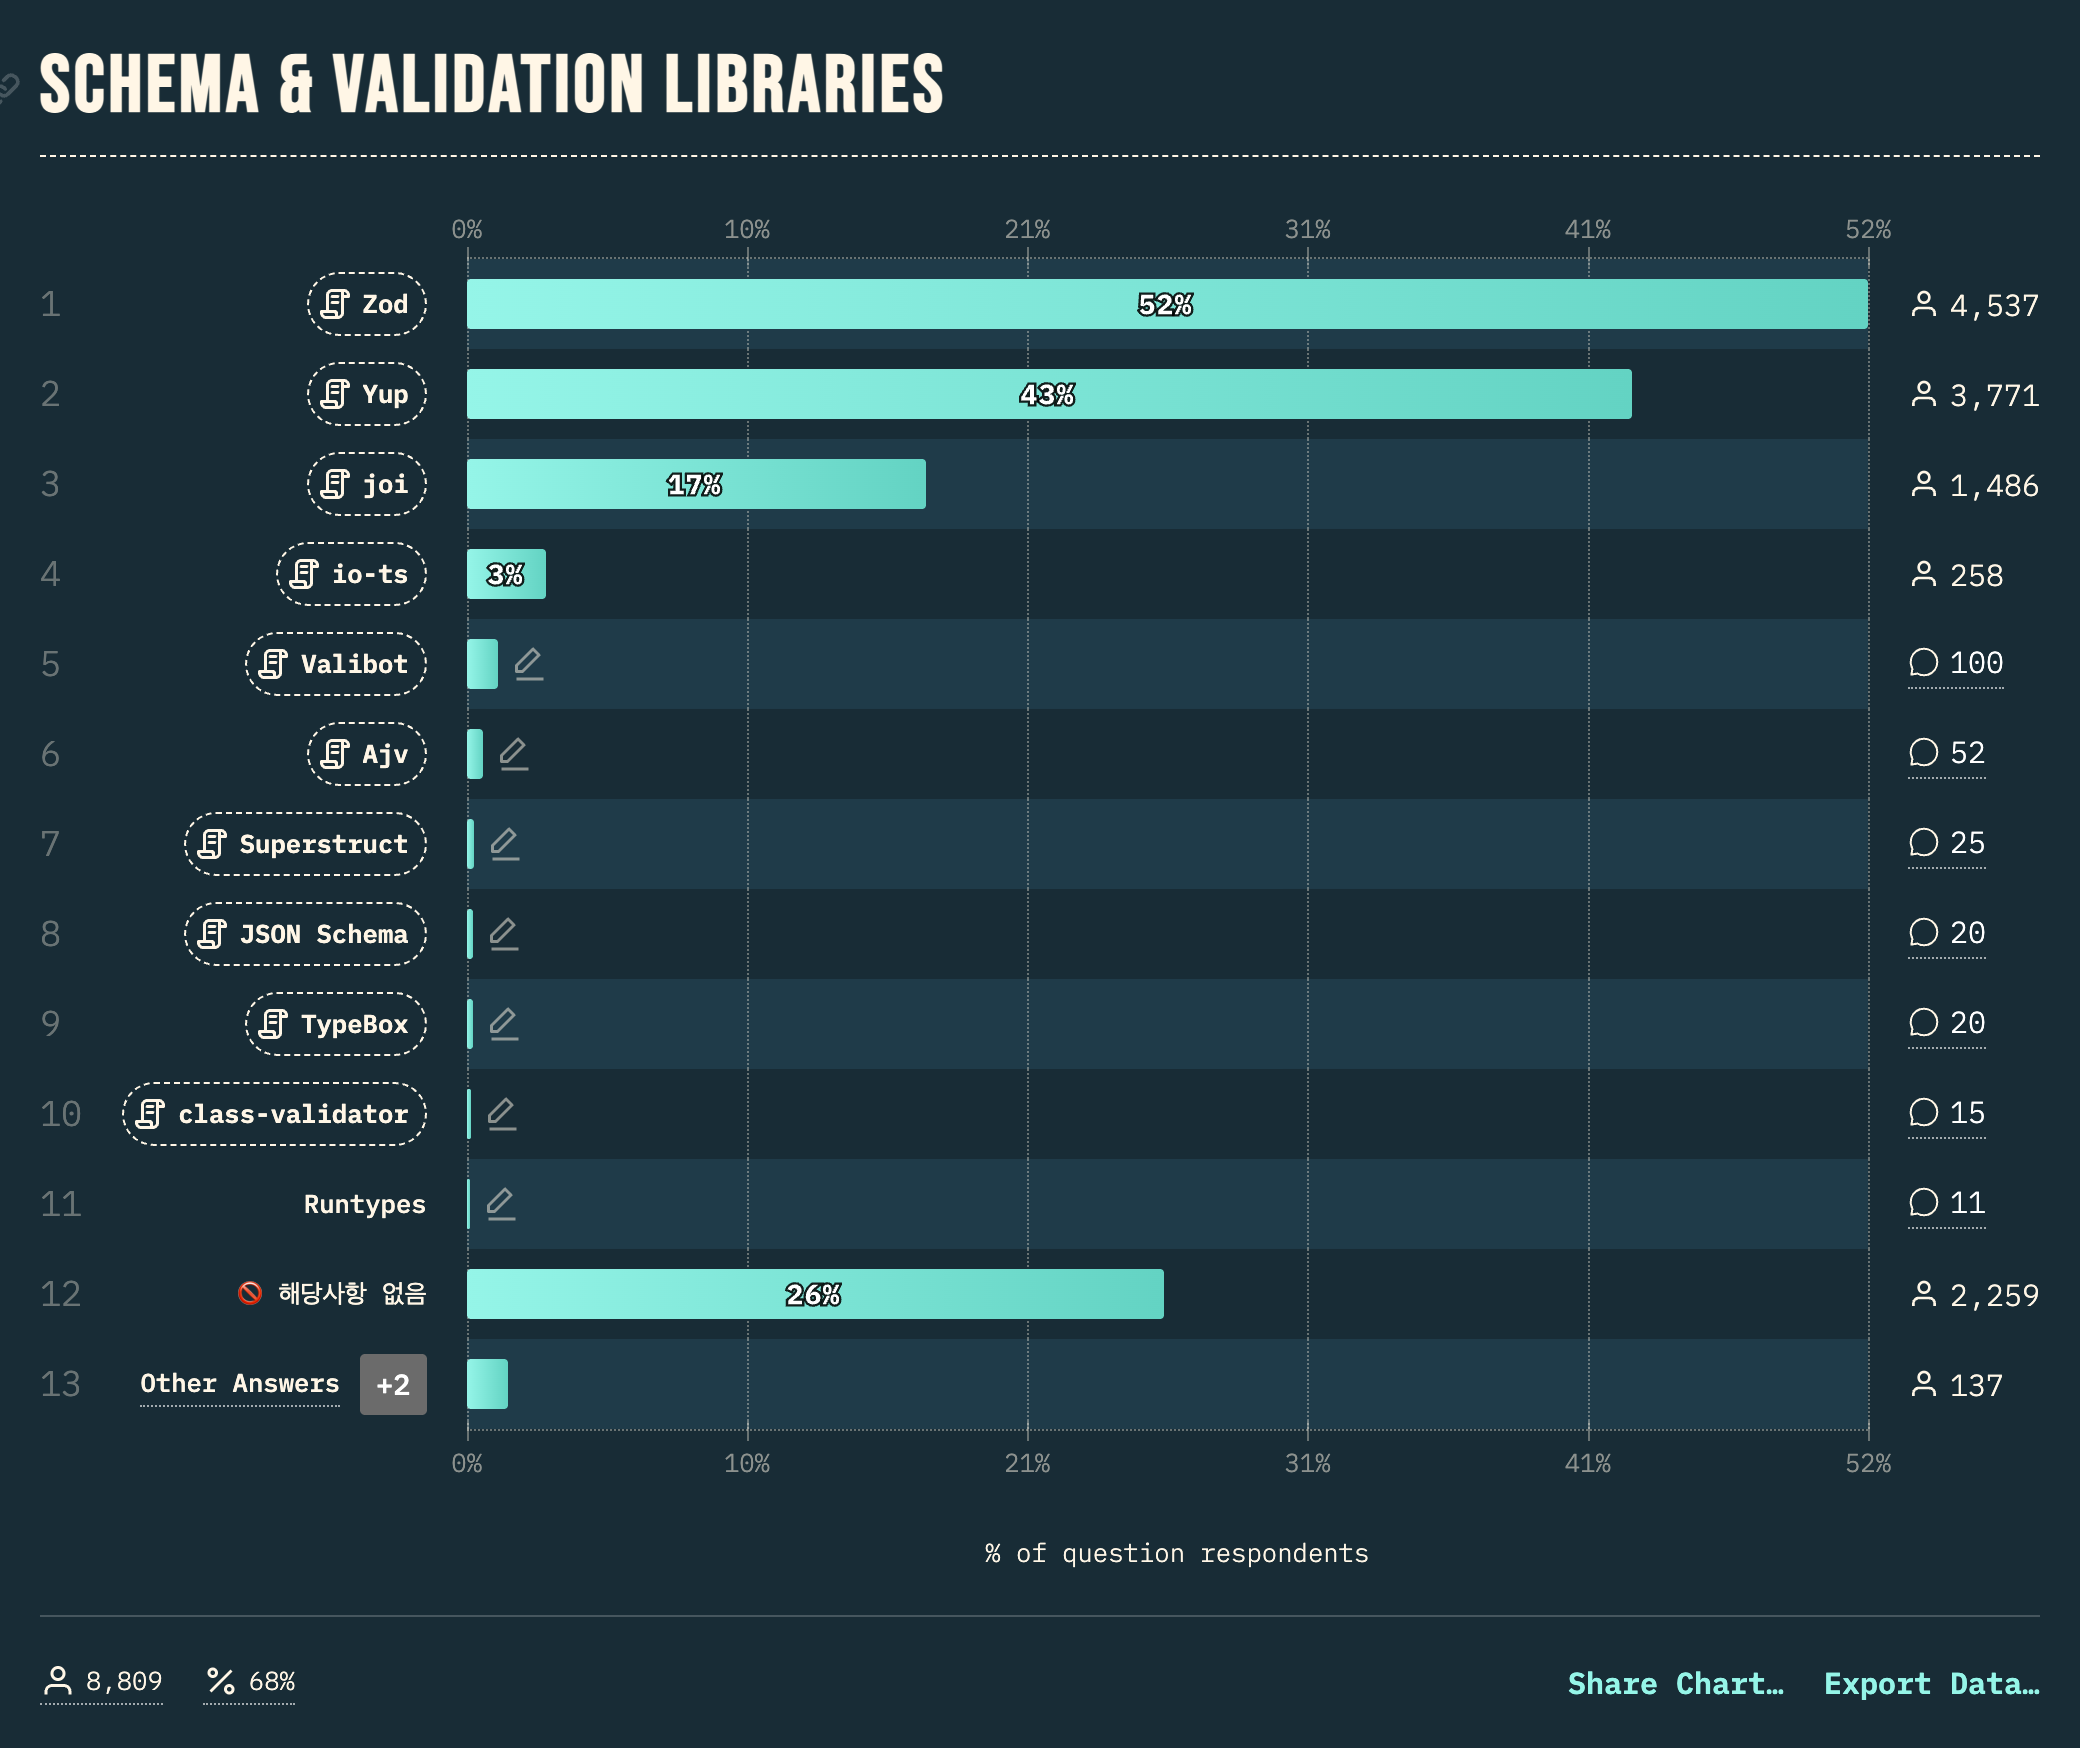 SCHEMA & VALIDATION LIBRARIES
0% 10% 21% 31% 41% 52%
1 Zod 52% 4,537
2 Yup 43% 3,771
3 joi 17% 1,486
4 io-ts 3% 258
5 Valibot 100
6 Ajv 52
7 Superstruct 25
8 JSON Schema 20
9 TypeBox 20
10 class-validator 15
11 Runtypes 11
12 🚫 해당사항 없음 26% 2,259
13 Other Answers +2 137
0% 10% 21% 31% 41% 52%
% of question respondents
8,809 68% Share Chart… Export Data…